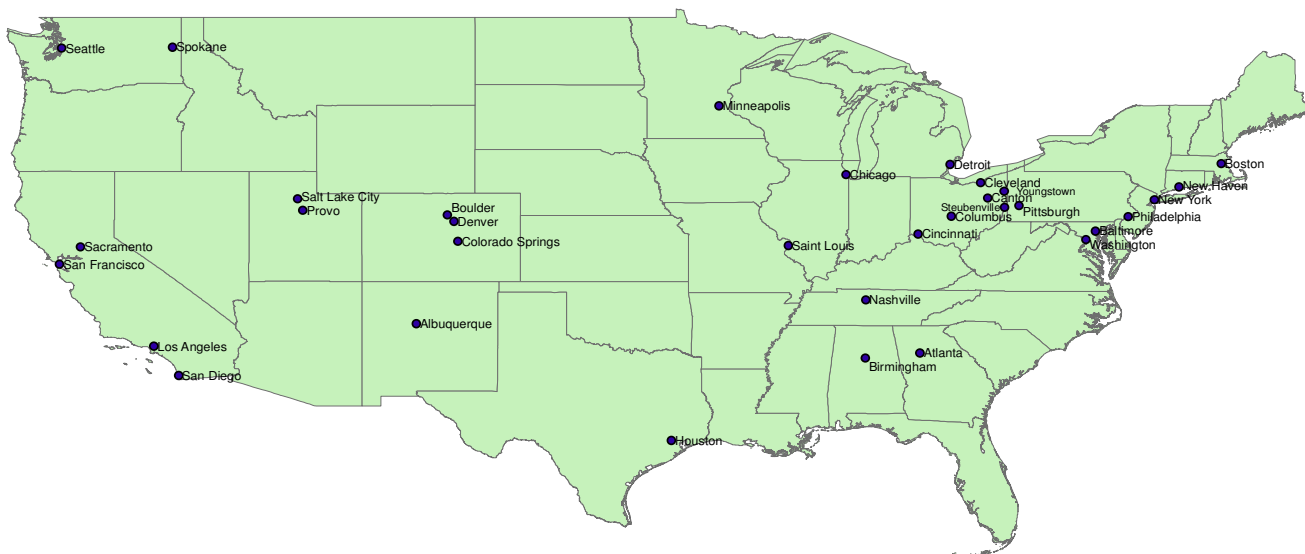 Seattle
Spokane
Minneapolis
Detroit
Boston
Chicago
Cleveland
Youngstown
New Haven
Salt Lake City
Canton
New York
Boulder
Provo
Steubenville
Pittsburgh
Denver
Columbus
Philadelphia
Baltimore
Cincinnati
Colorado Springs
Washington
Sacramento
Saint Louis
San Francisco
Nashville
Albuquerque
Los Angeles
Atlanta
Birmingham
San Diego
Houston